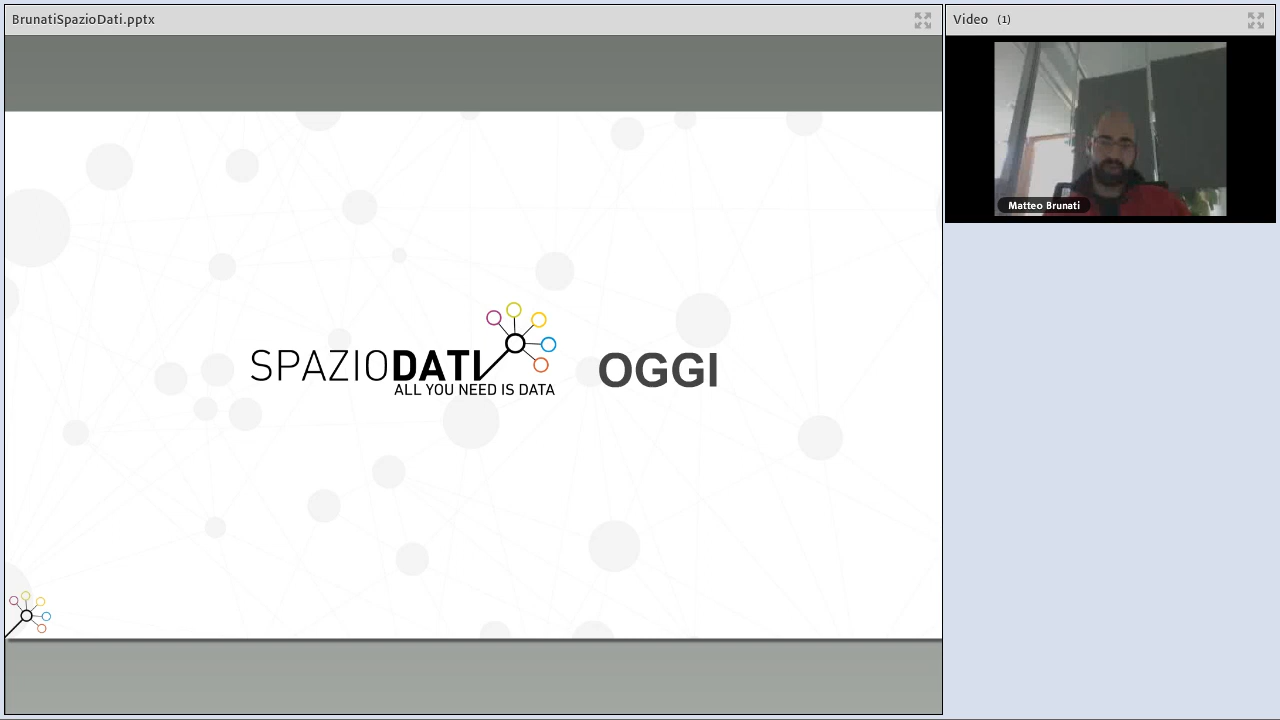 BrunatiSpazioDati.pptx
Video (1)
Matteo Brunati
SPAZIODATI
ALL YOU NEED IS DATA
OGGI